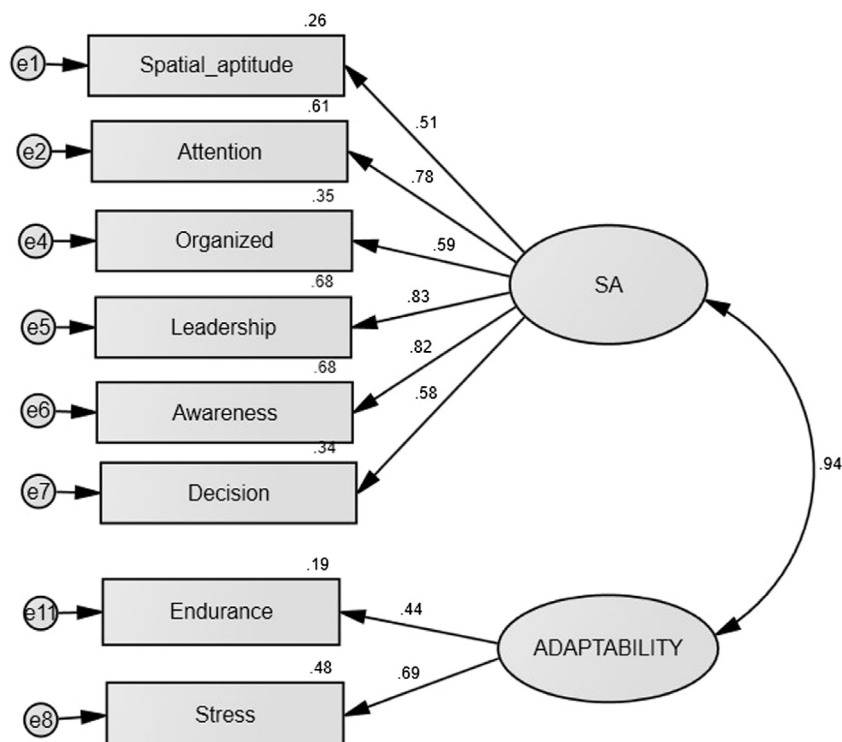 .26
e1
Spatial_aptitude
.51
.61
e2
Attention
.78
.35
e4
Organized
.59
SA
.68
e5
Leadership
.83
.68
e6
Awareness
.82
.34
e7
Decision
.58
.94
.19
e11
Endurance
.44
ADAPTABILITY
.48
e8
Stress
.69